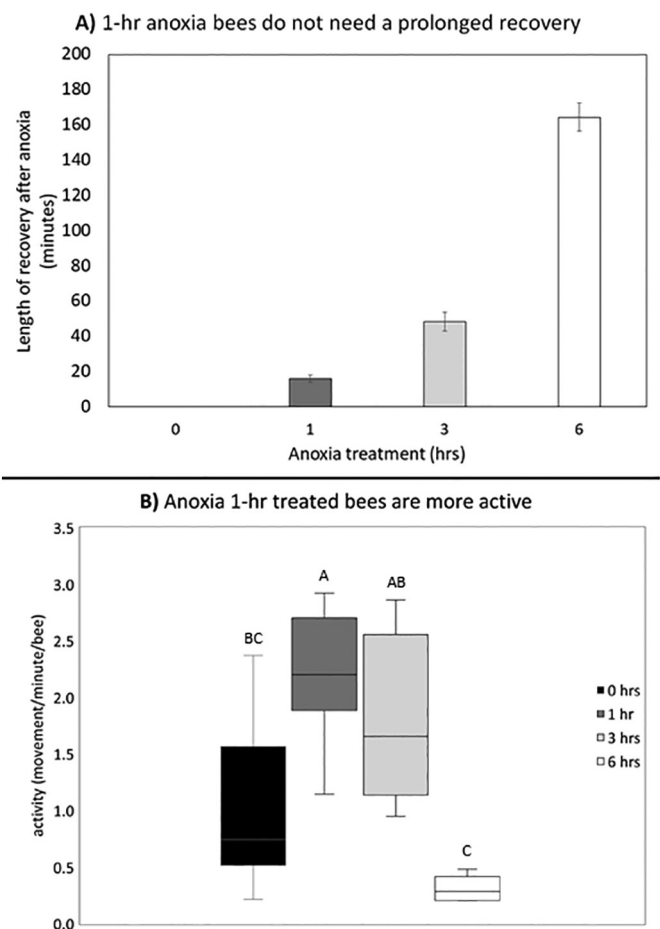 A) 1-hr anoxia bees do not need a prolonged recovery
200
180
160
140
120
100
80
60
40
20
0
Length of recovery after anoxia
(minutes)
0 1 3 6
Anoxia treatment (hrs)
B) Anoxia 1-hr treated bees are more active
3.5
3.0
2.5
2.0
1.5
1.0
0.5
0.0
activity (movement/minute/bee)
BC
A
AB
C
0 hrs
1 hr
3 hrs
6 hrs